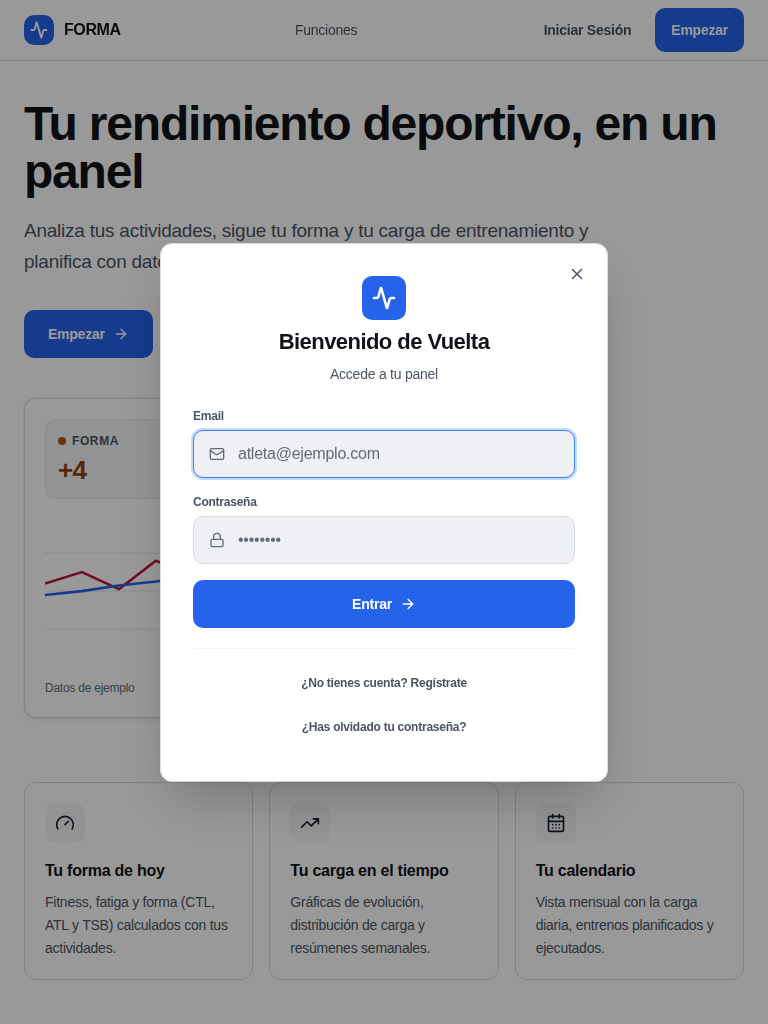 FORMA
Funciones
Iniciar Sesión
Empezar
Tu rendimiento deportivo, en un
panel
Analiza tus actividades, sigue tu forma y tu carga de entrenamiento y
planifica con
Empezar
FORMA
+4
Datos de ejemplo
Bienvenido de Vuelta
Accede a tu panel
Email
atleta@ejemplo.com
Contraseña
••••••••
Entrar
¿No tienes cuenta? Regístrate
¿Has olvidado tu contraseña?
Tu forma de hoy
Fitness, fatiga y forma (CTL,
ATL y TSB) calculados con tus
actividades.
Tu carga en el tiempo
Gráficas de evolución,
distribución de carga y
resúmenes semanales.
Tu calendario
Vista mensual con la carga
diaria, entrenos planificados y
ejecutados.